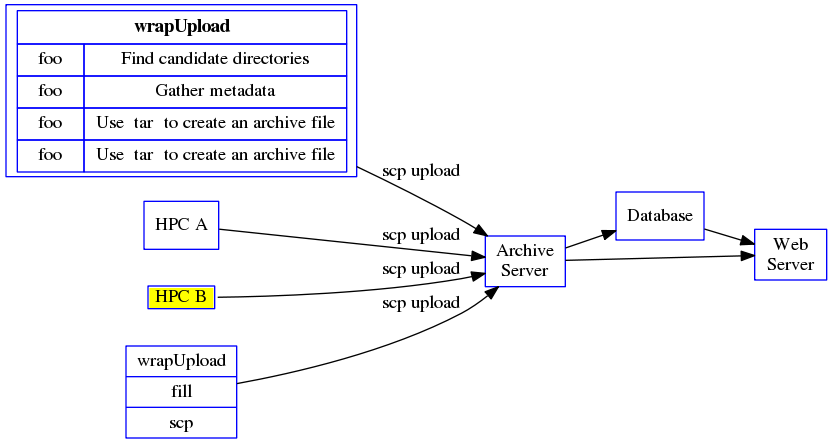 wrapUpload
foo Find candidate directories
foo Gather metadata
foo Use tar to create an archive file
foo Use tar to create an archive file
scp upload
HPC A
scp upload
HPC B
scp upload
wrapUpload
fill
scp
scp upload
Archive
Server
Database
Web
Server